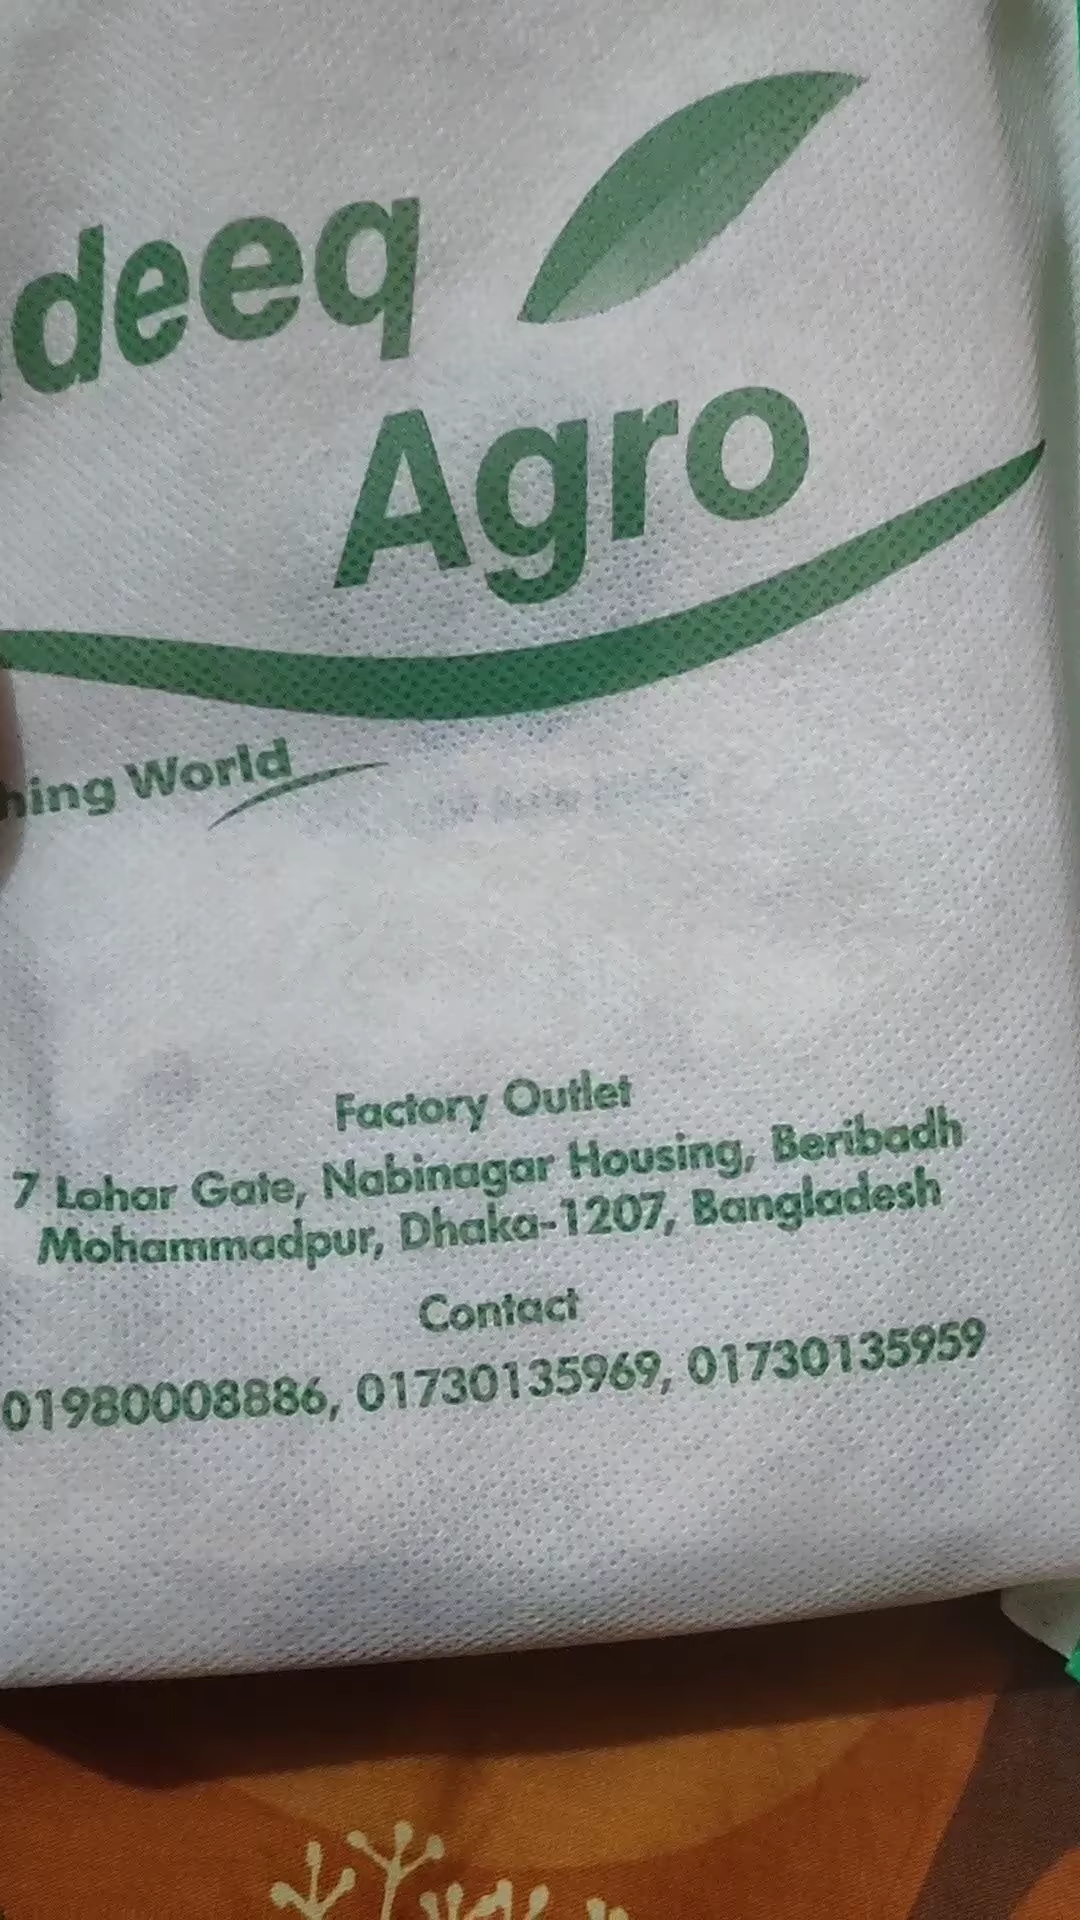 deeq
Agro
hing World
Factory Outlet
7 Lohar Gate, Nabinagar Housing, Beribadh
Mohammadpur, Dhaka-1207, Bangladesh
Contact
01980008886, 01730135969, 01730135959